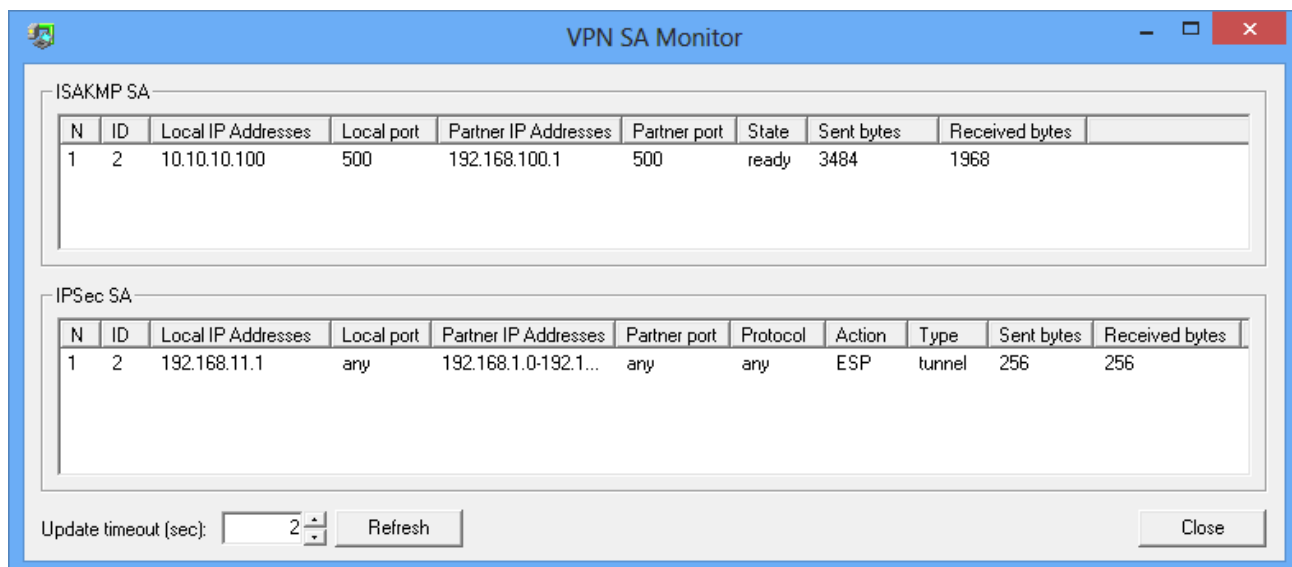 VPN SA Monitor
ISAKMP SA
N ID Local IP Addresses Local port Partner IP Addresses Partner port State Sent bytes Received bytes
1 2 10.10.10.100 500 192.168.100.1 500 ready 3484 1968
IPSec SA
N ID Local IP Addresses Local port Partner IP Addresses Partner port Protocol Action Type Sent bytes Received bytes
1 2 192.168.11.1 any 192.168.1.0-192.1... any any ESP tunnel 256 256
Update timeout (sec): 2 Refresh Close